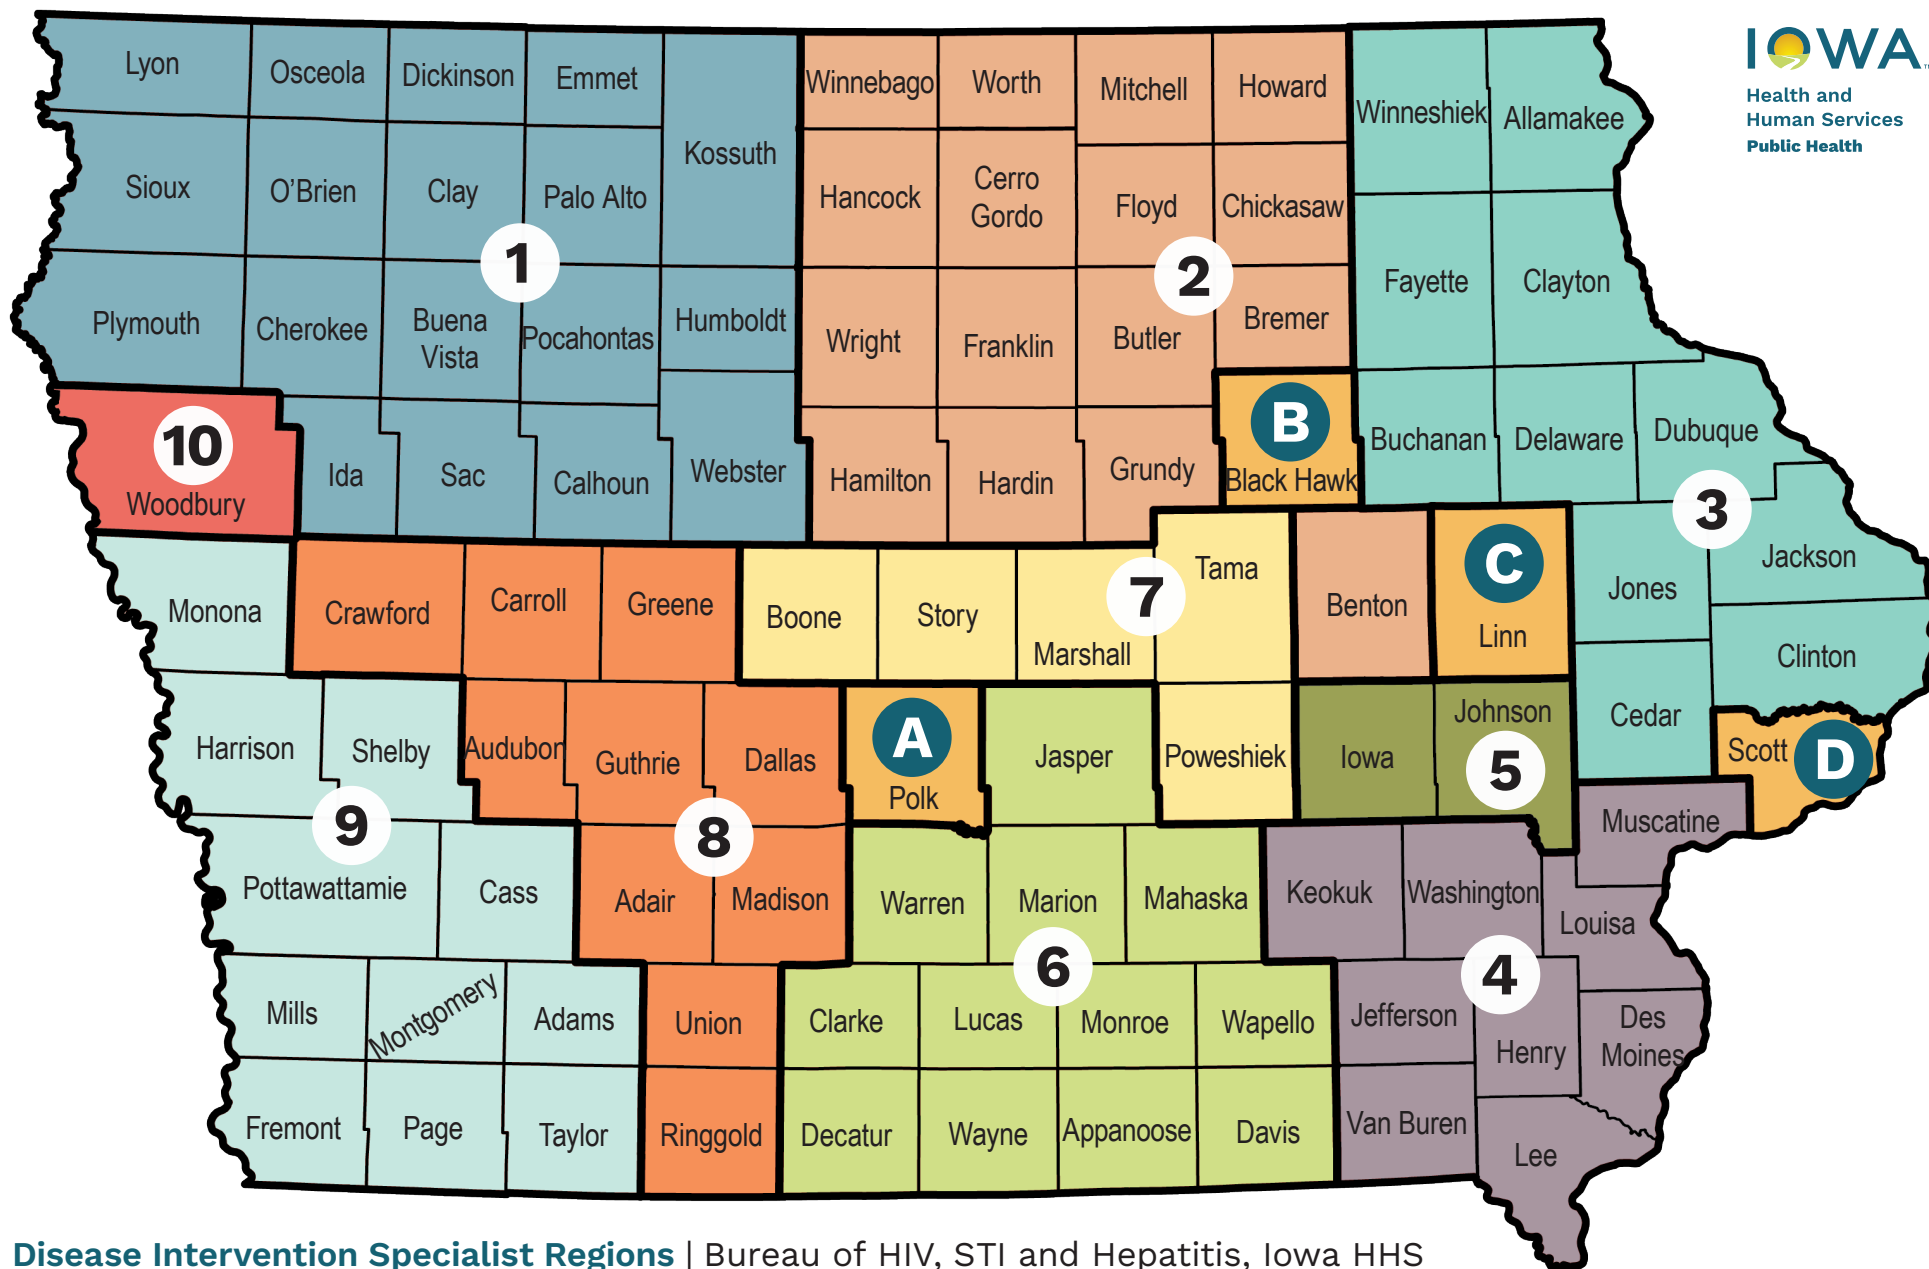 IOWA™
Health and
Human Services
Public Health
Lyon
Osceola
Dickinson
Emmet
Kossuth
Winnebago
Worth
Mitchell
Howard
Winneshiek
Allamakee
Sioux
O'Brien
Clay
Palo Alto
Hancock
Cerro
Gordo
Floyd
Chickasaw
1
2
Plymouth
Cherokee
Buena
Vista
Pocahontas
Humboldt
Wright
Franklin
Butler
Bremer
Fayette
Clayton
10
Woodbury
Ida
Sac
Calhoun
Webster
Hamilton
Hardin
Grundy
B
Black Hawk
Buchanan
Delaware
Dubuque
3
Monona
Crawford
Carroll
Greene
Boone
Story
Marshall
7
Tama
Benton
C
Linn
Jones
Jackson
Clinton
Harrison
Shelby
Audubon
Guthrie
Dallas
A
Polk
Jasper
Poweshiek
Iowa
Johnson
5
Cedar
Scott
D
9
8
Muscatine
Pottawattamie
Cass
Adair
Madison
Warren
Marion
Mahaska
Keokuk
Washington
Louisa
6
4
Mills
Montgomery
Adams
Union
Clarke
Lucas
Monroe
Wapello
Jefferson
Henry
Des
Moines
Fremont
Page
Taylor
Ringgold
Decatur
Wayne
Appanoose
Davis
Van Buren
Lee
Disease Intervention Specialist Regions | Bureau of HIV, STI and Hepatitis, Iowa HHS